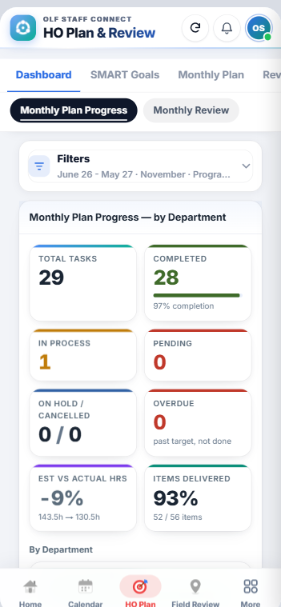 OLF STAFF CONNECT
HO Plan & Review
OS
Dashboard SMART Goals Monthly Plan Rev
Monthly Plan Progress Monthly Review
Filters
June 26 - May 27 · November · Progra...
Monthly Plan Progress — by Department
TOTAL TASKS
29
COMPLETED
28
97% completion
IN PROCESS
1
PENDING
0
ON HOLD / CANCELLED
0 / 0
OVERDUE
0
past target, not done
EST VS ACTUAL HRS
-9%
143.5h → 130.5h
ITEMS DELIVERED
93%
52 / 56 items
By Department
Home Calendar HO Plan Field Review More